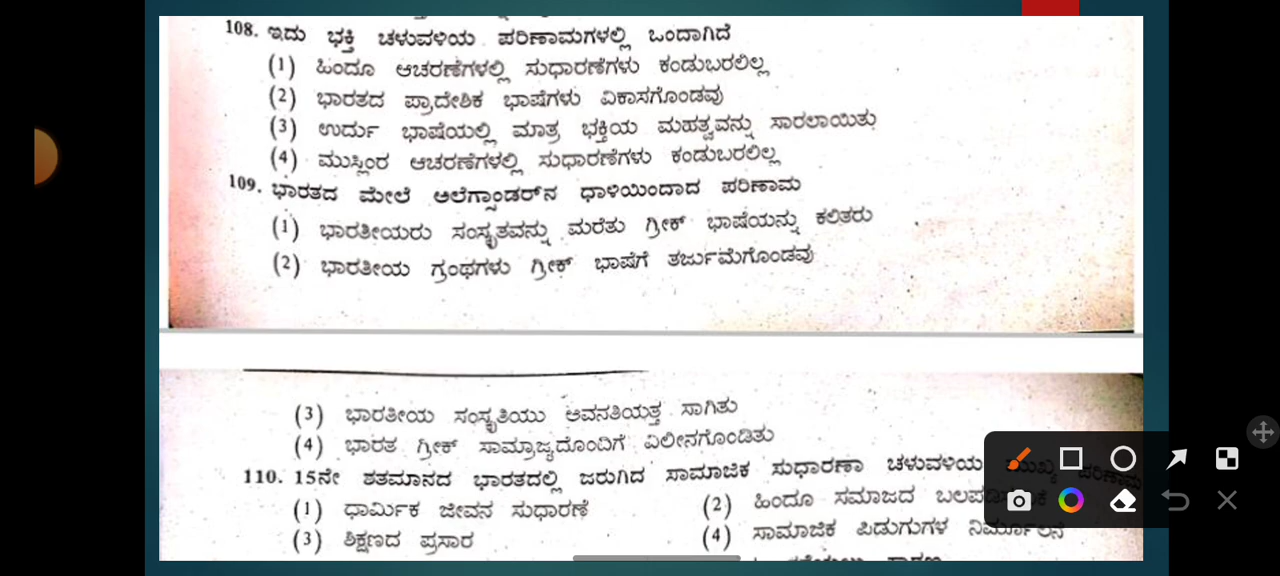 108. ಇದು ಭಕ್ತಿ ಚಳುವಳಿಯ ಪರಿಣಾಮಗಳಲ್ಲಿ ಒಂದಾಗಿದೆ
(1) ಹಿಂದೂ ಆಚರಣೆಗಳಲ್ಲಿ ಸುಧಾರಣೆಗಳು ಕಂಡುಬರಲಿಲ್ಲ
(2) ಭಾರತದ ಪ್ರಾದೇಶಿಕ ಭಾಷೆಗಳು ವಿಕಾಸಗೊಂಡವು
(3) ಉರ್ದು ಭಾಷೆಯಲ್ಲಿ ಮಾತ್ರ ಭಕ್ತಿಯ ಮಹತ್ವವನ್ನು ಸಾರಲಾಯಿತು
(4) ಮುಸ್ಲಿಂರ ಆಚರಣೆಗಳಲ್ಲಿ ಸುಧಾರಣೆಗಳು ಕಂಡುಬರಲಿಲ್ಲ
109. ಭಾರತದ ಮೇಲೆ ಅಲೆಗ್ಸಾಂಡರ್‌ನ ಧಾಳಿಯಿಂದಾದ ಪರಿಣಾಮ
(1) ಭಾರತೀಯರು ಸಂಸ್ಕೃತವನ್ನು ಮರೆತು ಗ್ರೀಕ್ ಭಾಷೆಯನ್ನು ಕಲಿತರು
(2) ಭಾರತೀಯ ಗ್ರಂಥಗಳು ಗ್ರೀಕ್ ಭಾಷೆಗೆ ತರ್ಜುಮೆಗೊಂಡವು
(3) ಭಾರತೀಯ ಸಂಸ್ಕೃತಿಯು ಅವನತಿಯತ್ತ ಸಾಗಿತು
(4) ಭಾರತ ಗ್ರೀಕ್ ಸಾಮ್ರಾಜ್ಯದೊಂದಿಗೆ ವಿಲೀನಗೊಂಡಿತು
110. 15ನೇ ಶತಮಾನದ ಭಾರತದಲ್ಲಿ ಜರುಗಿದ ಸಾಮಾಜಿಕ ಸುಧಾರಣಾ ಚಳುವಳಿಯ
(1) ಧಾರ್ಮಿಕ ಜೀವನ ಸುಧಾರಣೆ (2) ಹಿಂದೂ ಸಮಾಜದ
(3) ಶಿಕ್ಷಣದ ಪ್ರಸಾರ (4) ಸಾಮಾಜಿಕ ಪಿಡುಗುಗಳ ನಿರ್ಮೂಲನೆ